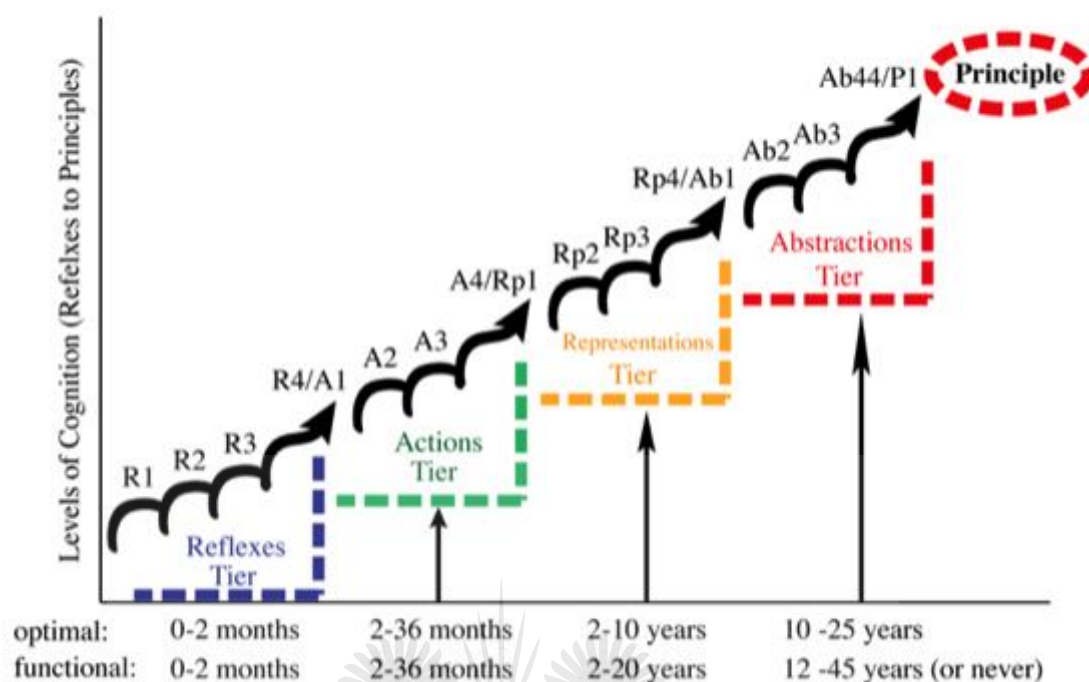 Levels of Cognition (Refelxes to Principles)
Principle
Ab44/P1
Ab2
Ab3
Rp4/Ab1
Abstractions
Tier
Rp2
Rp3
A4/Rp1
Representations
Tier
A2
A3
R4/A1
Actions
Tier
R1
R2
R3
Reflexes
Tier
optimal: 0-2 months 2-36 months 2-10 years 10 -25 years
functional: 0-2 months 2-36 months 2-20 years 12 -45 years (or never)